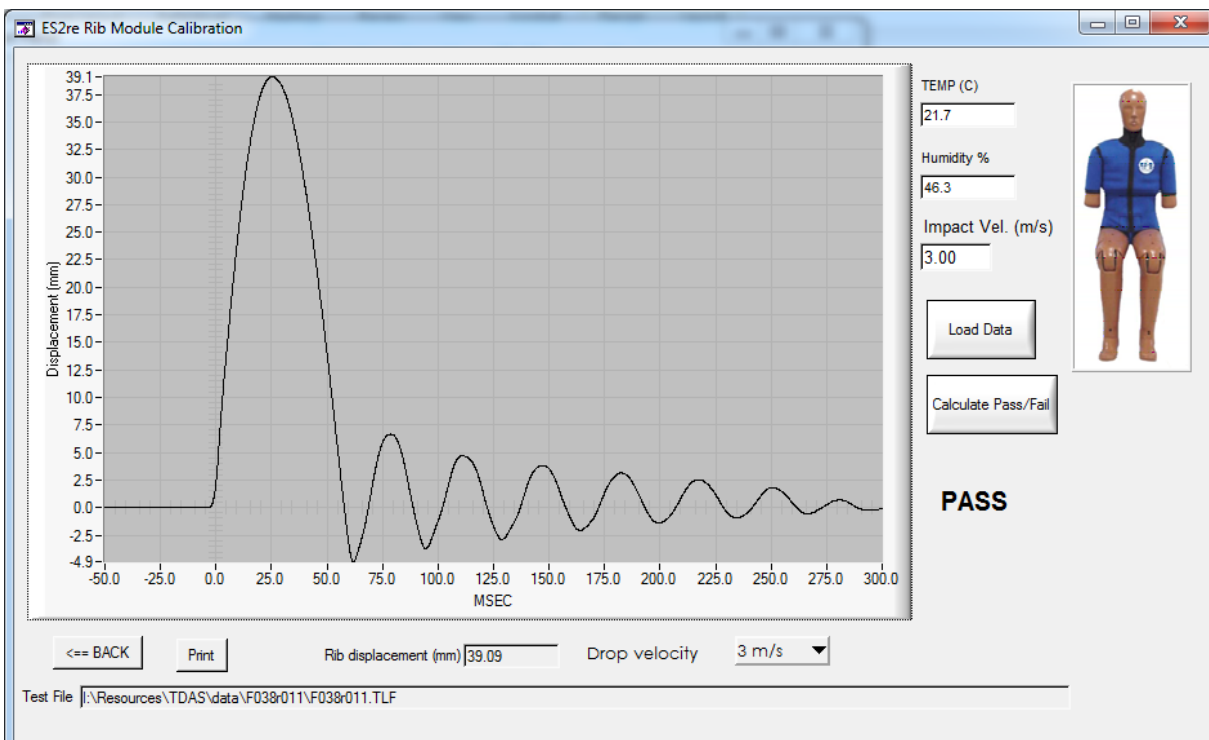 ES2re Rib Module Calibration
39.1
37.5
35.0
32.5
30.0
27.5
25.0
22.5
20.0
17.5
15.0
12.5
10.0
7.5
5.0
2.5
0.0
-2.5
-4.9
Displacement (mm)
-50.0 -25.0 0.0 25.0 50.0 75.0 100.0 125.0 150.0 175.0 200.0 225.0 250.0 275.0 300.0
MSEC
TEMP (C)
21.7
Humidity %
46.3
Impact Vel. (m/s)
3.00
Load Data
Calculate Pass/Fail
PASS
<== BACK
Print
Rib displacement (mm) 39.09
Drop velocity
3 m/s
Test File I:\Resources\TDAS\data\F038r011\F038r011.TLF